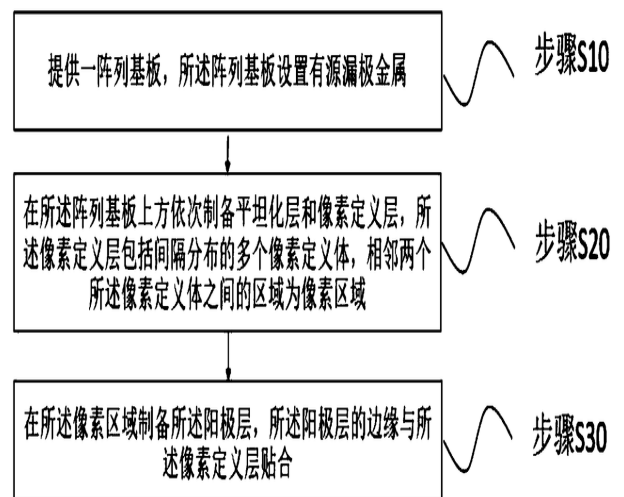 提供一阵列基板，所述阵列基板设置有源漏极金属
步骤S10
在所述阵列基板上方依次制备平坦化层和像素定义层，所
述像素定义层包括间隔分布的多个像素定义体，相邻两个
所述像素定义体之间的区域为像素区域
步骤S20
在所述像素区域制备所述阳极层，所述阳极层的边缘与所
述像素定义层贴合
步骤S30